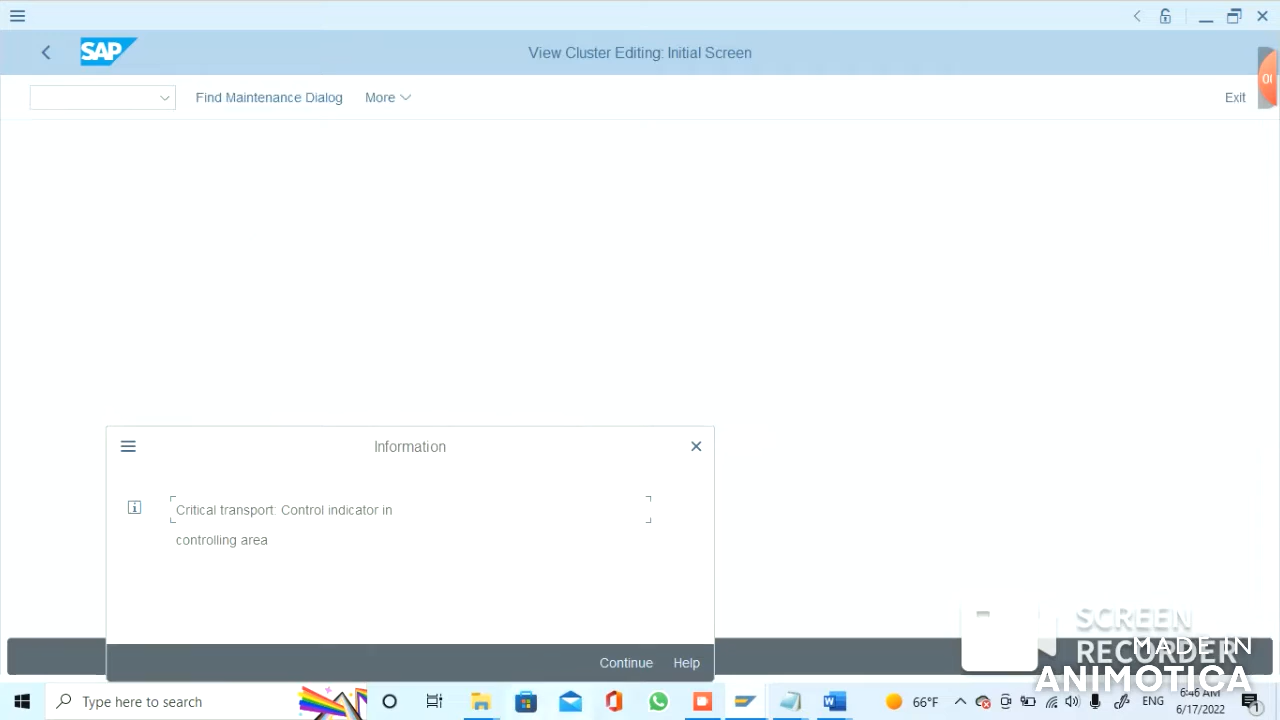 SAP
View Cluster Editing: Initial Screen
Find Maintenance Dialog
More
Exit
Information
Critical transport: Control indicator in
controlling area
Continue
Help
SCREEN
RECORDER
MADE IN
ANIMOTICA
Type here to search
66°F
ENG
6:46 AM
6/17/2022
1